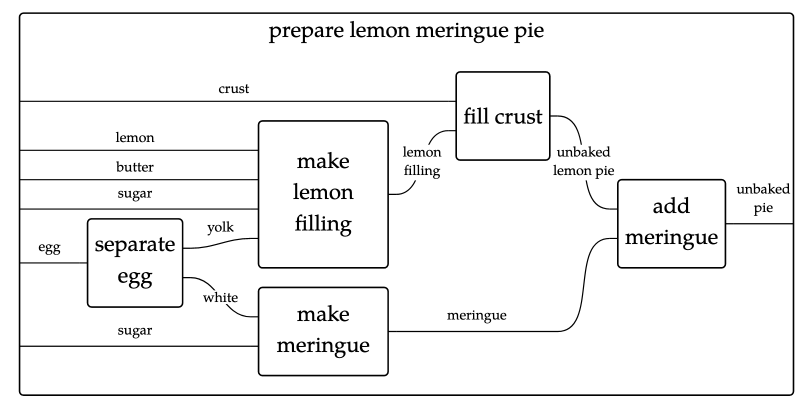 prepare lemon meringue pie
crust
fill crust
lemon
butter
sugar
make
lemon
filling
lemon
filling
unbaked
lemon pie
egg
separate
egg
yolk
white
add
meringue
unbaked
pie
sugar
make
meringue
meringue